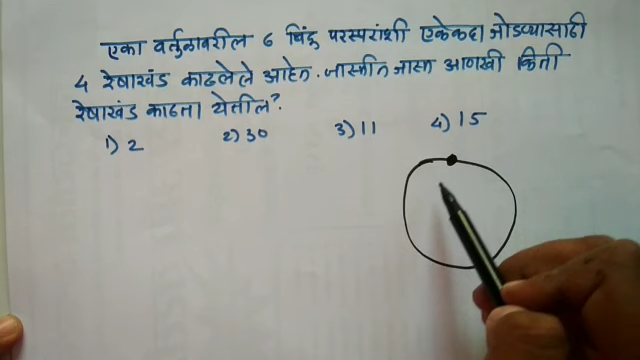 एका वर्तुळावरील 6 बिंदू परस्परांशी एकेकदा जोडण्यासाठी
4 रेषाखंड काढलेले आहेत. जास्तीत जास्त आणखी किती
रेषाखंड काढता येतील?
1) 2 2) 30 3) 11 4) 15